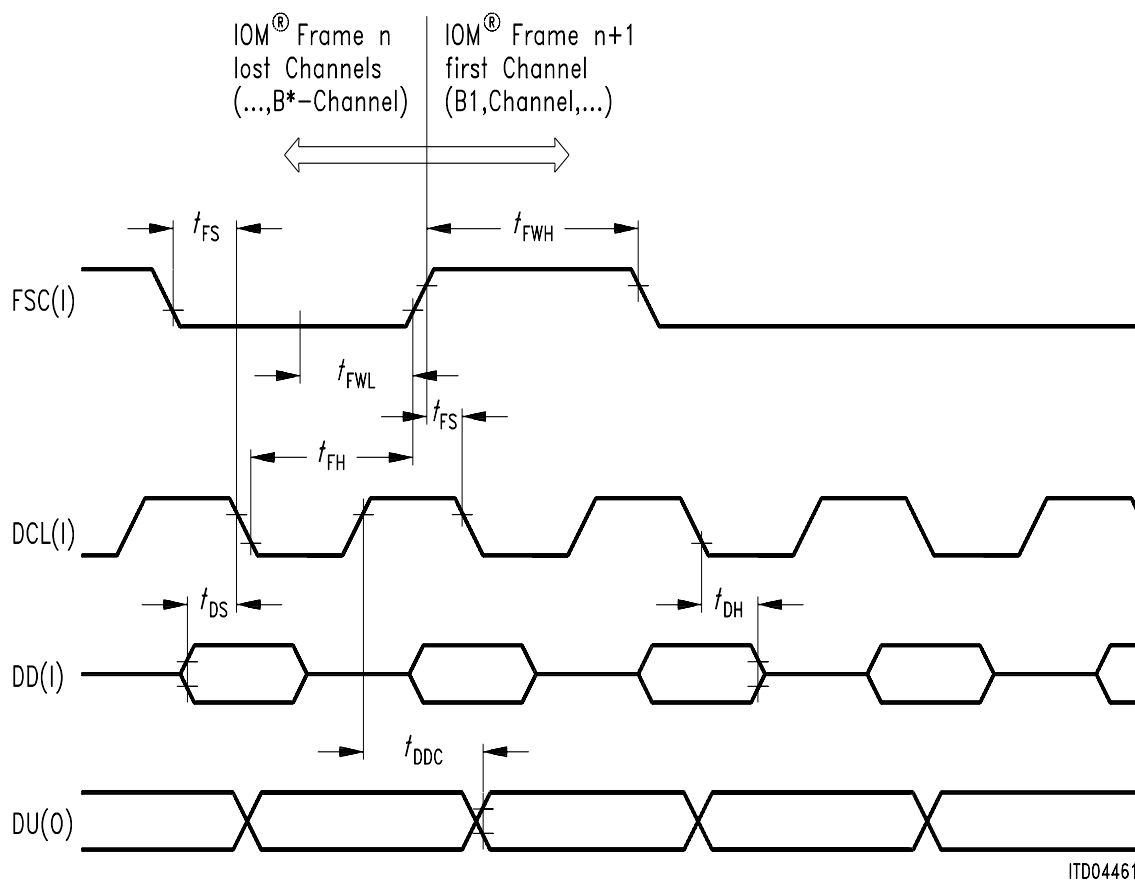 IOM® Frame n
lost Channels
(...,B*-Channel)
IOM® Frame n+1
first Channel
(B1,Channel,...)
tFS
tFWH
FSC(I)
tFWL
tFS
tFH
DCL(I)
tDS
tDH
DD(I)
tDDC
DU(O)
ITD04461